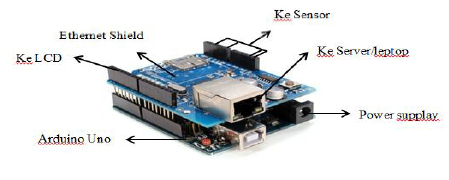 Ke Sensor
Ethernet Shield
Ke LCD
Ke Server/leptop
Power supplay
Arduino Uno